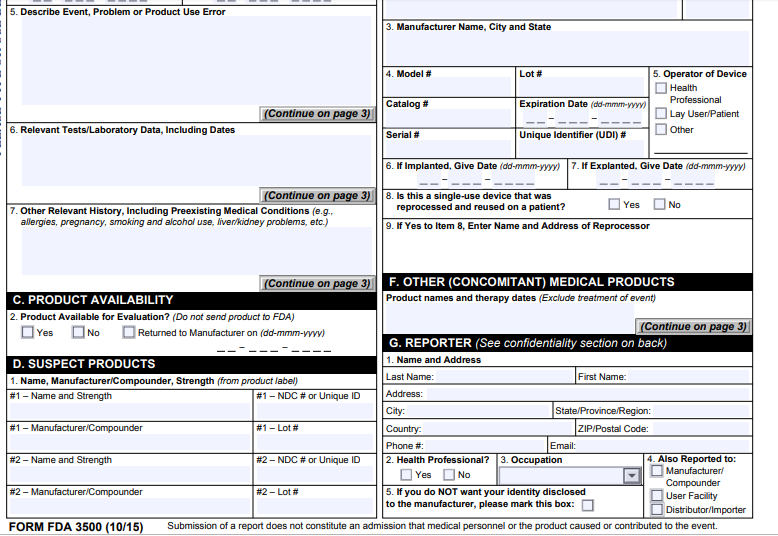 5. Describe Event, Problem or Product Use Error
(Continue on page 3)
6. Relevant Tests/Laboratory Data, Including Dates
(Continue on page 3)
7. Other Relevant History, Including Preexisting Medical Conditions (e.g.,
allergies, pregnancy, smoking and alcohol use, liver/kidney problems, etc.)
(Continue on page 3)
C. PRODUCT AVAILABILITY
2. Product Available for Evaluation? (Do not send product to FDA)
Yes No Returned to Manufacturer on (dd-mmm-yyyy)
D. SUSPECT PRODUCTS
1. Name, Manufacturer/Compounder, Strength (from product label)
#1 – Name and Strength #1 – NDC # or Unique ID
#1 – Manufacturer/Compounder #1 – Lot #
#2 – Name and Strength #2 – NDC # or Unique ID
#2 – Manufacturer/Compounder #2 – Lot #
3. Manufacturer Name, City and State
4. Model # Lot #
Catalog # Expiration Date (dd-mmm-yyyy)
Serial # Unique Identifier (UDI) #
5. Operator of Device
Health
Professional
Lay User/Patient
Other
6. If Implanted, Give Date (dd-mmm-yyyy) 7. If Explanted, Give Date (dd-mmm-yyyy)
8. Is this a single-use device that was
reprocessed and reused on a patient? Yes No
9. If Yes to Item 8, Enter Name and Address of Reprocessor
F. OTHER (CONCOMITANT) MEDICAL PRODUCTS
Product names and therapy dates (Exclude treatment of event)
(Continue on page 3)
G. REPORTER (See confidentiality section on back)
1. Name and Address
Last Name: First Name:
Address:
City: State/Province/Region:
Country: ZIP/Postal Code:
Phone #: Email:
2. Health Professional? 3. Occupation
Yes No
4. Also Reported to:
Manufacturer/
Compounder
User Facility
Distributor/Importer
5. If you do NOT want your identity disclosed
to the manufacturer, please mark this box:
FORM FDA 3500 (10/15) Submission of a report does not constitute an admission that medical personnel or the product caused or contributed to the event.